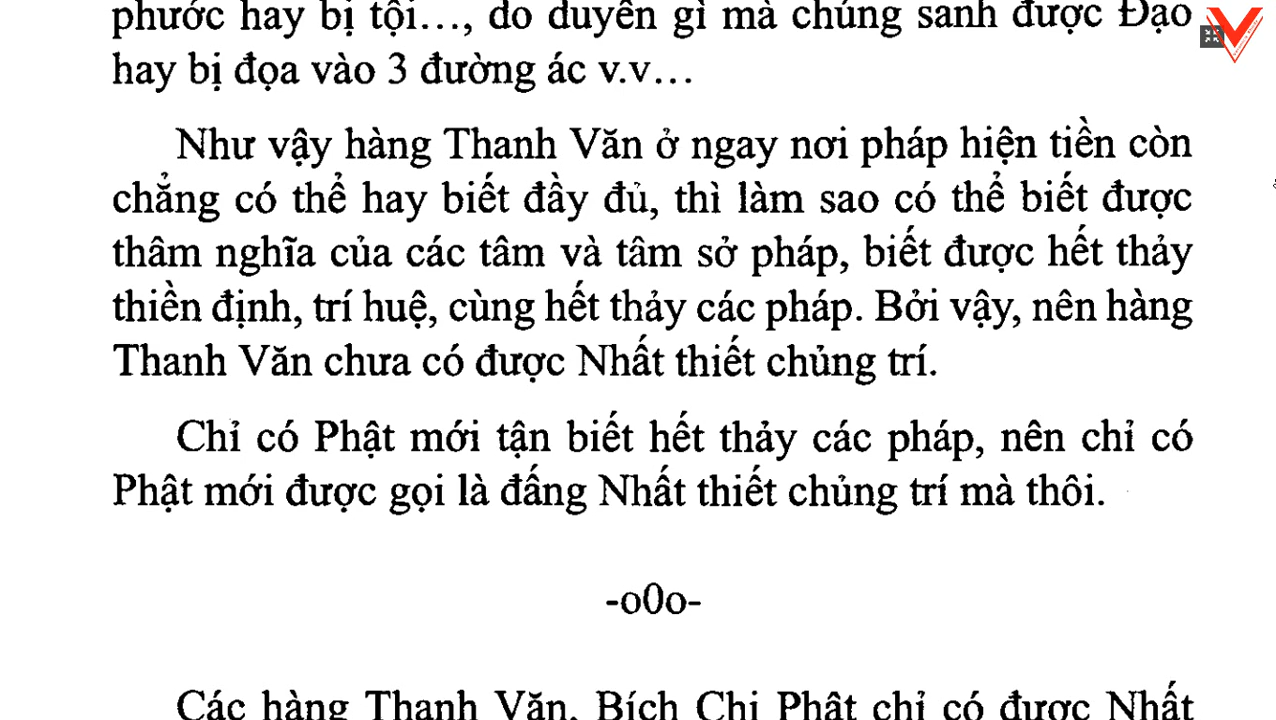 phước hay bị tội..., do duyên gì mà chúng sanh được Đạo
hay bị đọa vào 3 đường ác v.v...
Như vậy hàng Thanh Văn ở ngay nơi pháp hiện tiền còn
chẳng có thể hay biết đầy đủ, thì làm sao có thể biết được
thâm nghĩa của các tâm và tâm sở pháp, biết được hết thảy
thiền định, trí huệ, cùng hết thảy các pháp. Bởi vậy, nên hàng
Thanh Văn chưa có được Nhất thiết chủng trí.
Chỉ có Phật mới tận biết hết thảy các pháp, nên chỉ có
Phật mới được gọi là đấng Nhất thiết chủng trí mà thôi.
-o0o-
Các hàng Thanh Văn, Bích Chi Phật chỉ có được Nhất